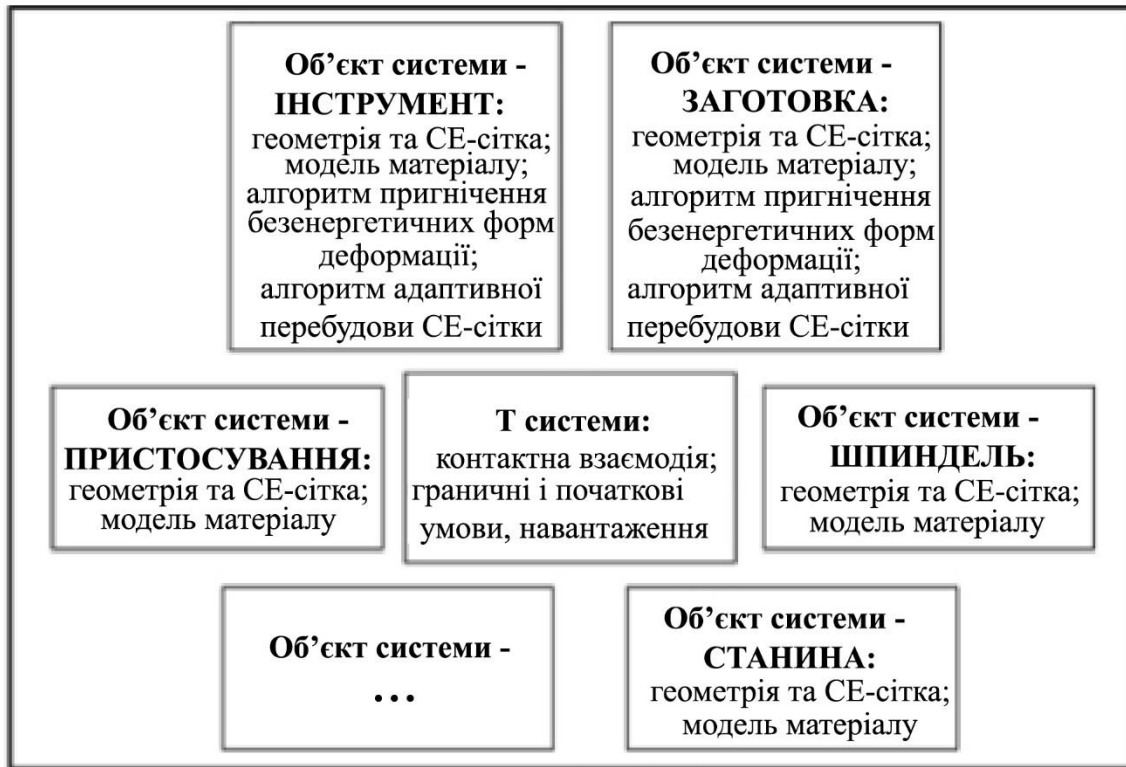 Об’єкт системи -
ІНСТРУМЕНТ:
геометрія та СЕ-сітка;
модель матеріалу;
алгоритм пригнічення
безенергетичних форм
деформації;
алгоритм адаптивної
перебудови СЕ-сітки
Об’єкт системи -
ЗАГОТОВКА:
геометрія та СЕ-сітка;
модель матеріалу;
алгоритм пригнічення
безенергетичних форм
деформації;
алгоритм адаптивної
перебудови СЕ-сітки
Об’єкт системи -
ПРИСТОСУВАННЯ:
геометрія та СЕ-сітка;
модель матеріалу
Т системи:
контактна взаємодія;
граничні і початкові
умови, навантаження
Об’єкт системи -
ШПИНДЕЛЬ:
геометрія та СЕ-сітка;
модель матеріалу
Об’єкт системи -
...
Об’єкт системи -
СТАНИНА:
геометрія та СЕ-сітка;
модель матеріалу